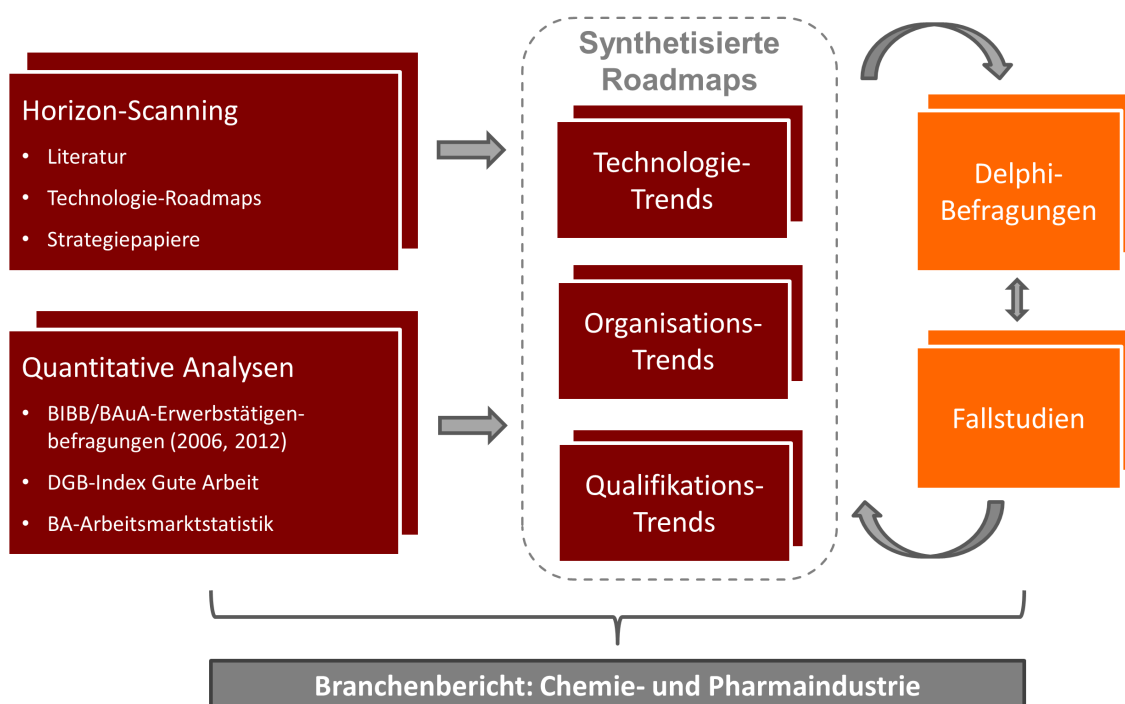 Horizon-Scanning
• Literatur
• Technologie-Roadmaps
• Strategiepapiere
Quantitative Analysen
• BIBB/BAuA-Erwerbstätigen-
befragungen (2006, 2012)
• DGB-Index Gute Arbeit
• BA-Arbeitsmarktstatistik
Synthetisierte
Roadmaps
Technologie-
Trends
Organisations-
Trends
Qualifikations-
Trends
Delphi-
Befragungen
Fallstudien
Branchenbericht: Chemie- und Pharmaindustrie